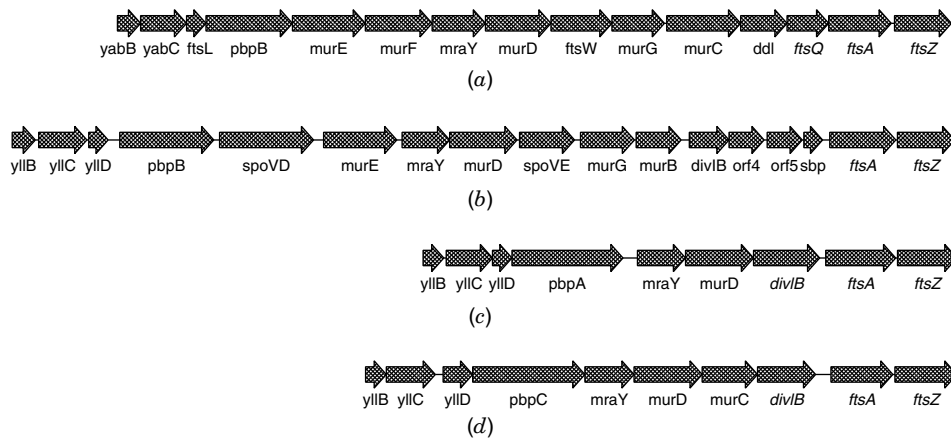 yabB yabC ftsL pbpB murE murF mraY murD ftsW murG murC ddl ftsQ ftsA ftsZ
(a)
yllB yllC yllD pbpB spoVD murE mraY murD spoVE murG murB divIB orf4 orf5 sbp ftsA ftsZ
(b)
yllB yllC yllD pbpA mraY murD divIB ftsA ftsZ
(c)
yllB yllC yllD pbpC mraY murD murC divIB ftsA ftsZ
(d)